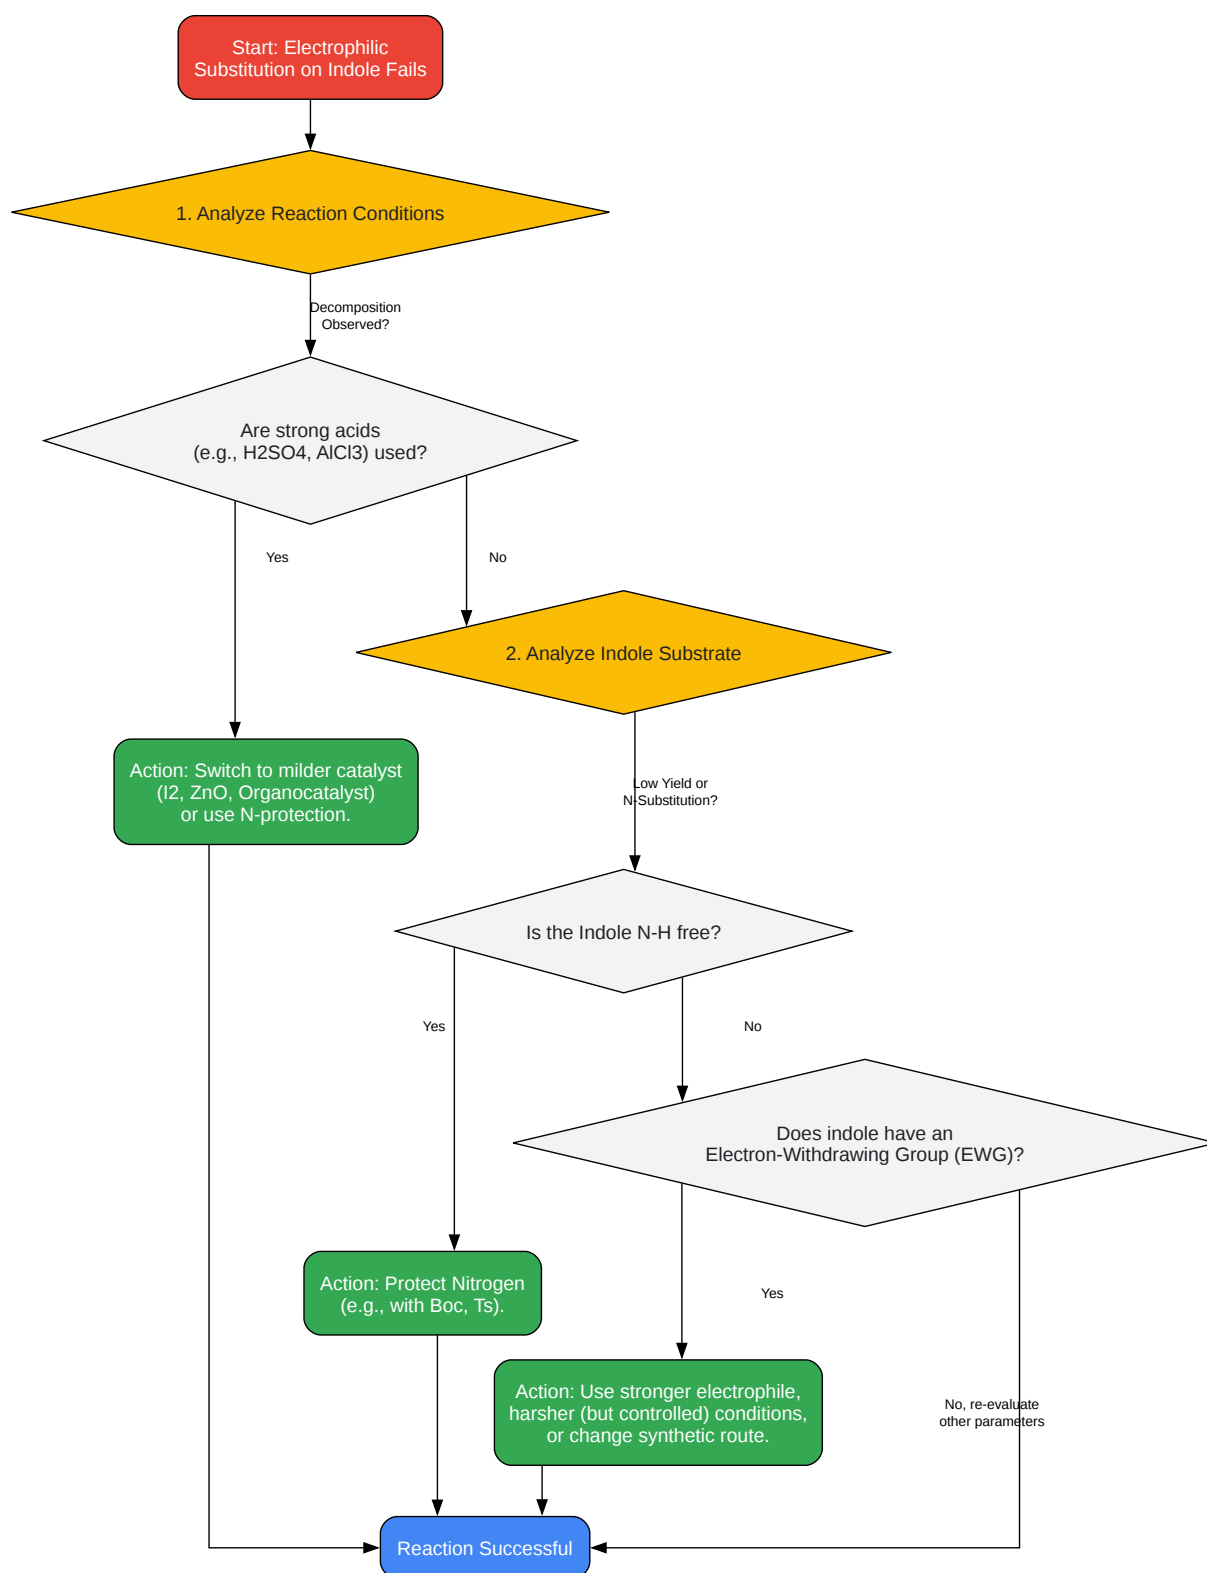 Start: Electrophilic
Substitution on Indole Fails
1. Analyze Reaction Conditions
Decomposition
Observed?
Are strong acids
(e.g., H2SO4, AlCl3) used?
Yes
No
2. Analyze Indole Substrate
Action: Switch to milder catalyst
(I2, ZnO, Organocatalyst)
or use N-protection.
Low Yield or
N-Substitution?
Is the Indole N-H free?
Yes
No
Does indole have an
Electron-Withdrawing Group (EWG)?
Action: Protect Nitrogen
(e.g., with Boc, Ts).
Yes
Action: Use stronger electrophile,
harsher (but controlled) conditions,
or change synthetic route.
No, re-evaluate
other parameters
Reaction Successful